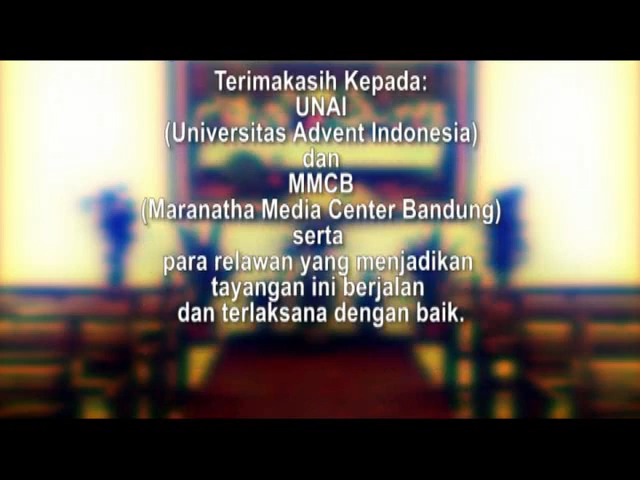 Terimakasih Kepada:
UNAI
(Universitas Advent Indonesia)
dan
MMCB
(Maranatha Media Center Bandung)
serta
para relawan yang menjadikan
tayangan ini berjalan
dan terlaksana dengan baik.